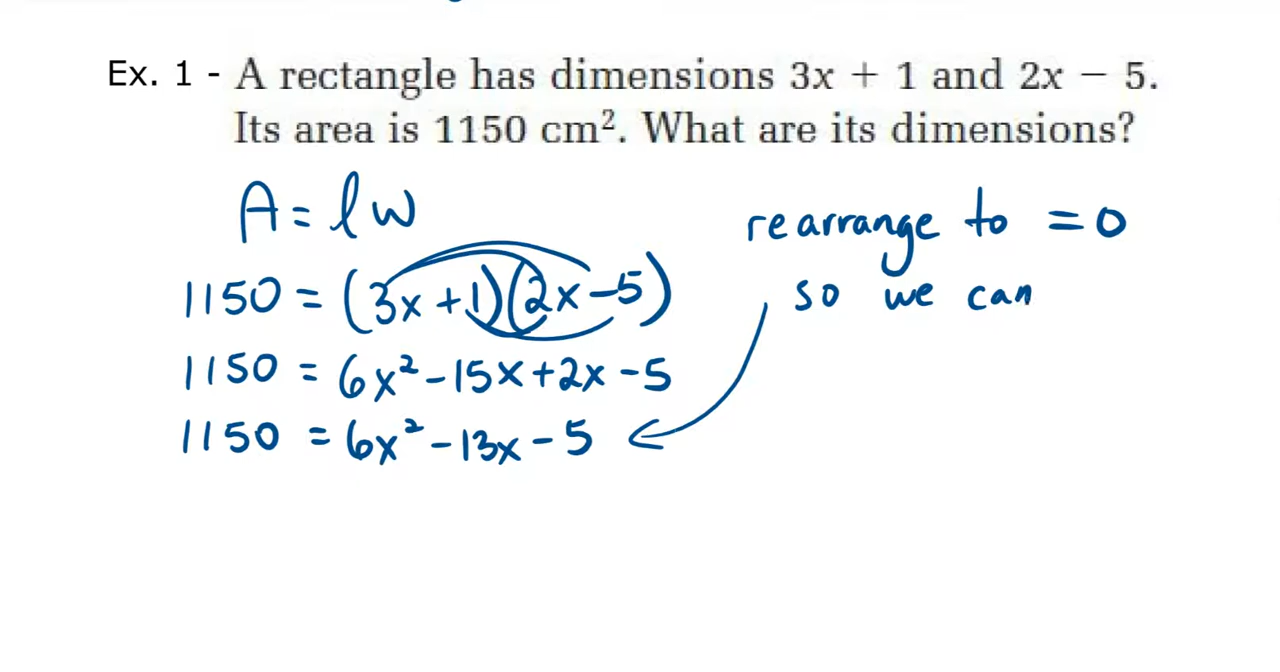 Ex. 1 - A rectangle has dimensions 3x + 1 and 2x − 5.
Its area is 1150 cm². What are its dimensions?
A = lw
1150 = (3x +1)(2x -5)
1150 = 6x² -15x +2x -5
1150 = 6x² -13x -5
rearrange to = 0
so we can